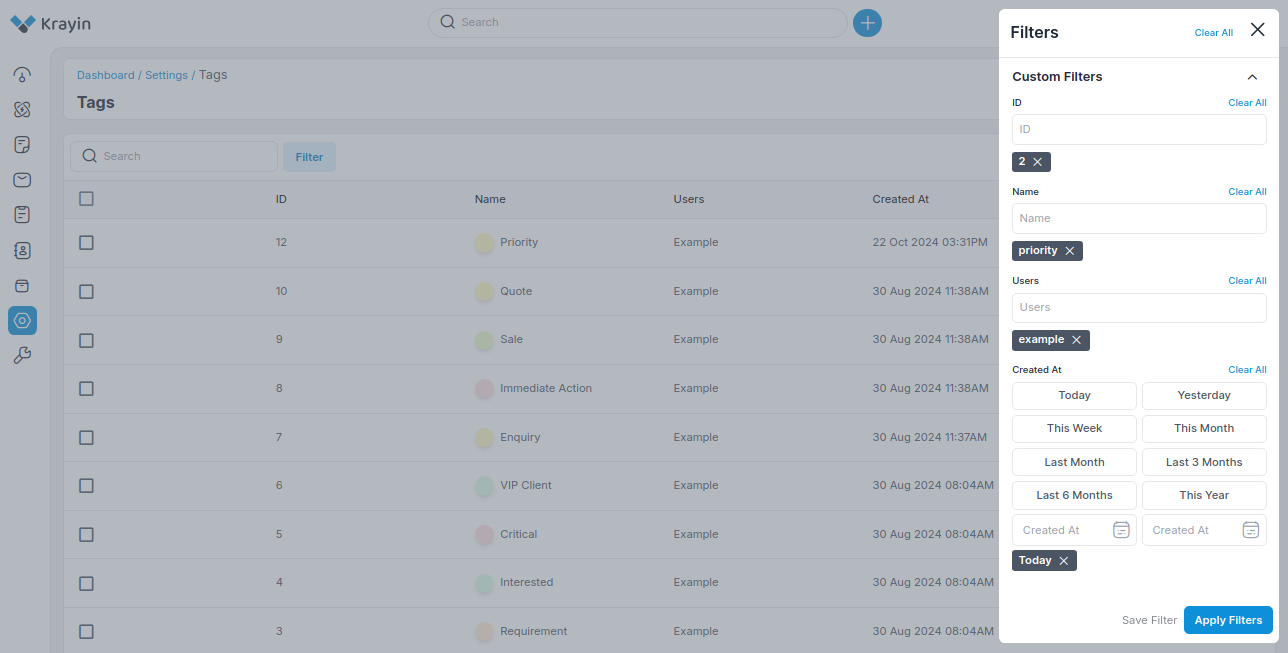 Krayin
Search
Dashboard / Settings / Tags
Tags
Search
Filter
ID Name Users Created At
12 Priority Example 22 Oct 2024 03:31PM
10 Quote Example 30 Aug 2024 11:38AM
9 Sale Example 30 Aug 2024 11:38AM
8 Immediate Action Example 30 Aug 2024 11:38AM
7 Enquiry Example 30 Aug 2024 11:37AM
6 VIP Client Example 30 Aug 2024 08:04AM
5 Critical Example 30 Aug 2024 08:04AM
4 Interested Example 30 Aug 2024 08:04AM
3 Requirement Example 30 Aug 2024 08:04AM
Filters Clear All
Custom Filters
ID Clear All
ID
2
Name Clear All
Name
priority
Users Clear All
Users
example
Created At Clear All
Today Yesterday
This Week This Month
Last Month Last 3 Months
Last 6 Months This Year
Created At Created At
Today
Save Filter Apply Filters